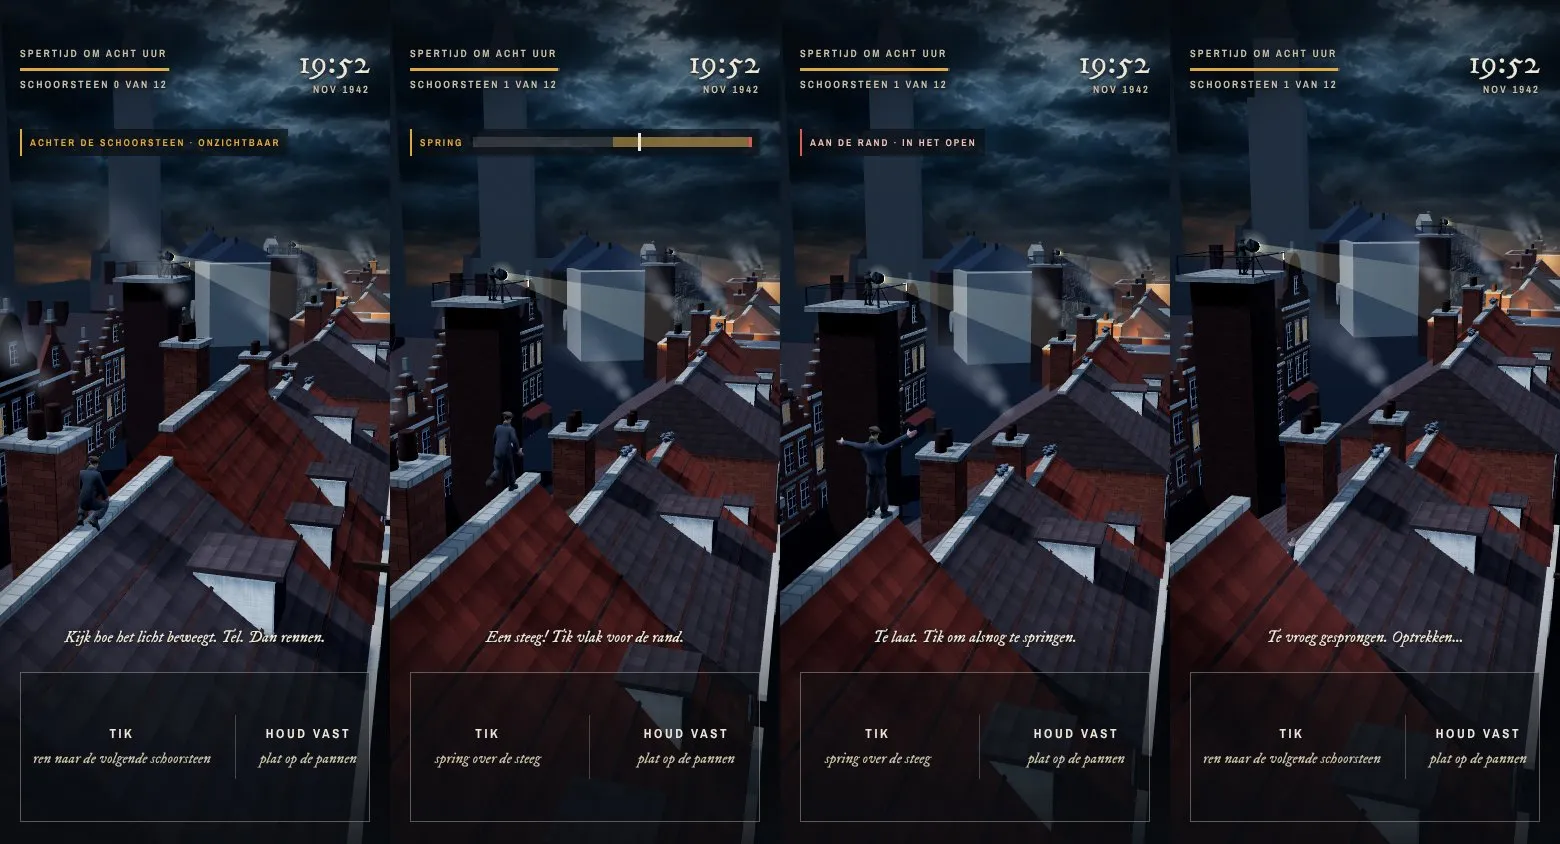 SPERTIJD OM ACHT UUR
SCHOORSTEEN 0 VAN 12
19:52
NOV 1942
ACHTER DE SCHOORSTEEN · ONZICHTBAAR
Kijk hoe het licht beweegt. Tel. Dan rennen.
TIK
ren naar de volgende schoorsteen
HOUD VAST
plat op de pannen
SPERTIJD OM ACHT UUR
SCHOORSTEEN 1 VAN 12
19:52
NOV 1942
SPRING
Een steeg! Tik vlak voor de rand.
TIK
spring over de steeg
HOUD VAST
plat op de pannen
SPERTIJD OM ACHT UUR
SCHOORSTEEN 1 VAN 12
19:52
NOV 1942
AAN DE RAND · IN HET OPEN
Te laat. Tik om alsnog te springen.
TIK
spring over de steeg
HOUD VAST
plat op de pannen
SPERTIJD OM ACHT UUR
SCHOORSTEEN 1 VAN 12
19:52
NOV 1942
Te vroeg gesprongen. Optrekken...
TIK
ren naar de volgende schoorsteen
HOUD VAST
plat op de pannen